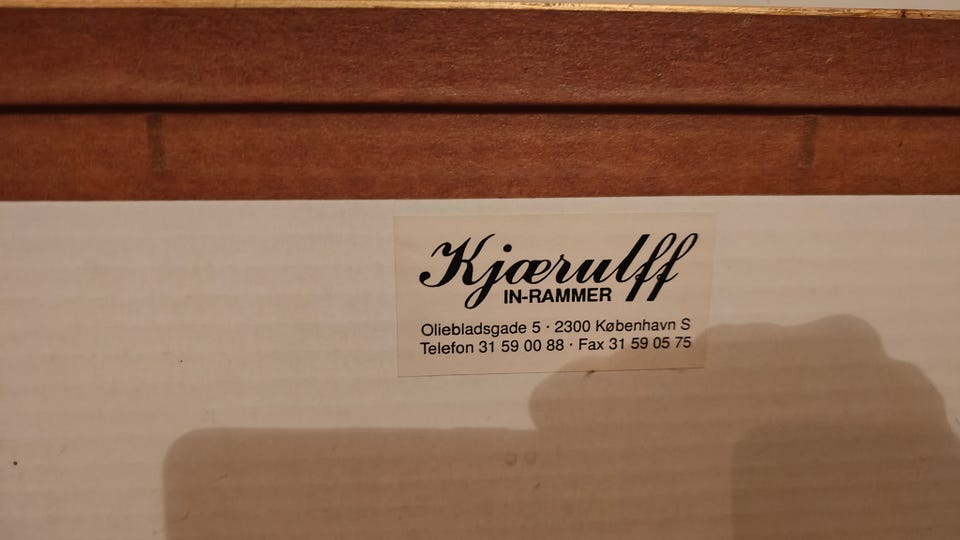 Kjærulff
IN-RAMMER
Oliebladsgade 5 · 2300 København S
Telefon 31 59 00 88 · Fax 31 59 05 75